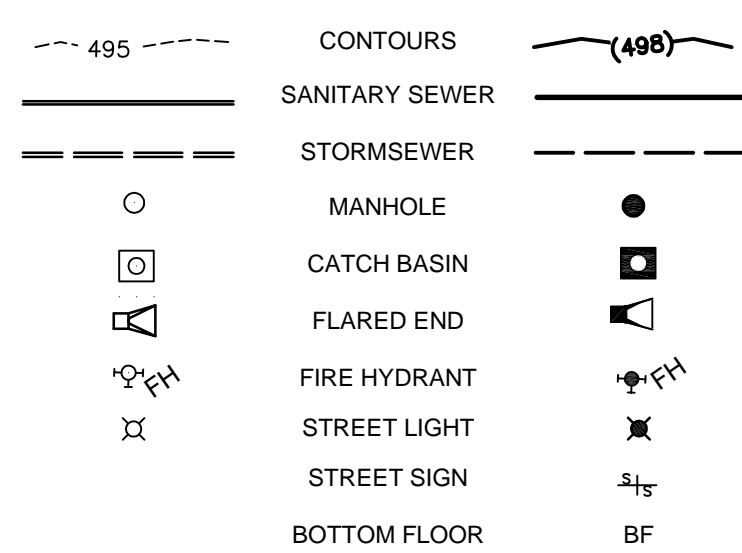 495 CONTOURS (498)
SANITARY SEWER
STORMSEWER
MANHOLE
CATCH BASIN
FLARED END
FH FIRE HYDRANT FH
STREET LIGHT
STREET SIGN S S
BOTTOM FLOOR BF